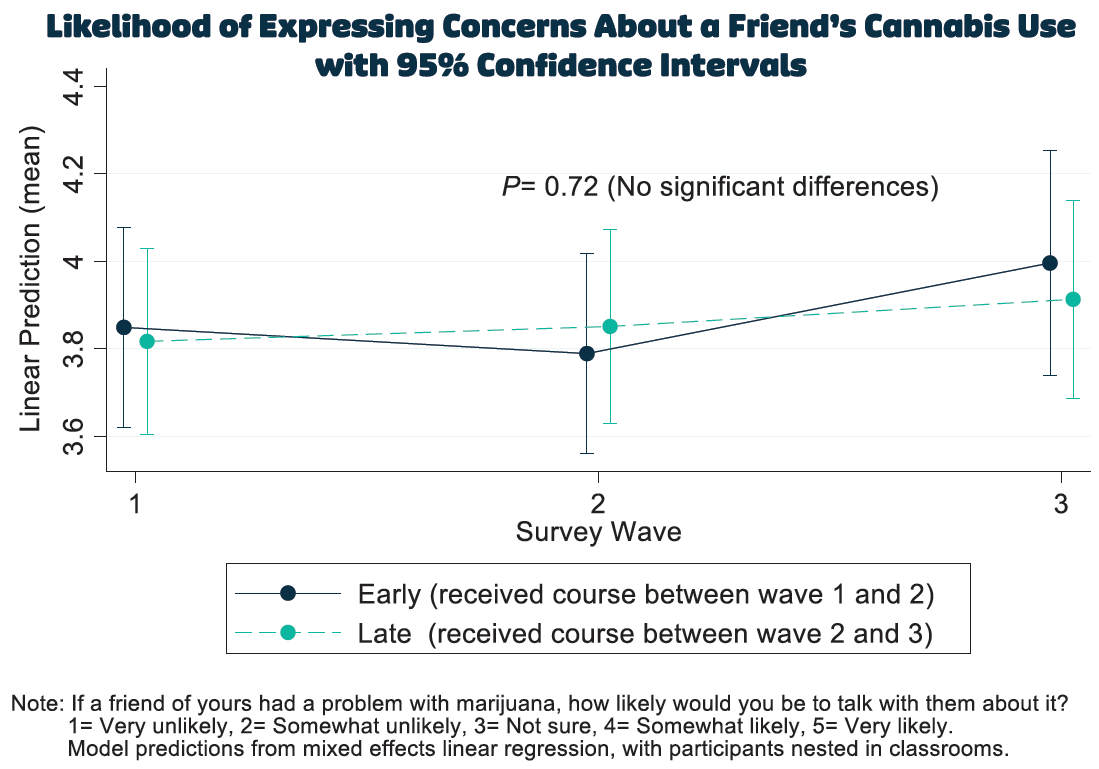 Likelihood of Expressing Concerns About a Friend’s Cannabis Use
with 95% Confidence Intervals
Linear Prediction (mean)
4.4
4.2
4
3.8
3.6
P= 0.72 (No significant differences)
1
2
3
Survey Wave
Early (received course between wave 1 and 2)
Late  (received course between wave 2 and 3)
Note: If a friend of yours had a problem with marijuana, how likely would you be to talk with them about it?
1= Very unlikely, 2= Somewhat unlikely, 3= Not sure, 4= Somewhat likely, 5= Very likely.
Model predictions from mixed effects linear regression, with participants nested in classrooms.